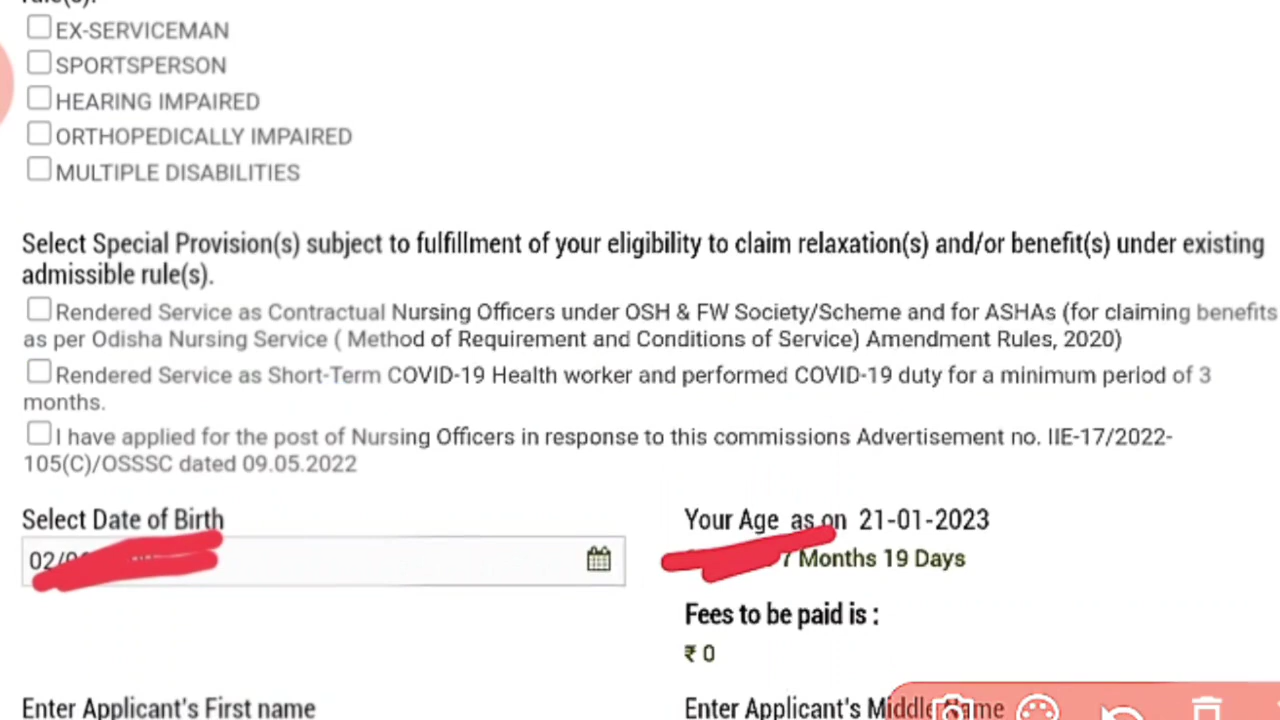 rule(s).
EX-SERVICEMAN
SPORTSPERSON
HEARING IMPAIRED
ORTHOPEDICALLY IMPAIRED
MULTIPLE DISABILITIES
Select Special Provision(s) subject to fulfillment of your eligibility to claim relaxation(s) and/or benefit(s) under existing
admissible rule(s).
Rendered Service as Contractual Nursing Officers under OSH & FW Society/Scheme and for ASHAs (for claiming benefits
as per Odisha Nursing Service ( Method of Requirement and Conditions of Service) Amendment Rules, 2020)
Rendered Service as Short-Term COVID-19 Health worker and performed COVID-19 duty for a minimum period of 3
months.
I have applied for the post of Nursing Officers in response to this commissions Advertisement no. IIE-17/2022-
105(C)/OSSSC dated 09.05.2022
Select Date of Birth
02/
Your Age as on 21-01-2023
7 Months 19 Days
Fees to be paid is :
₹ 0
Enter Applicant's First name
Enter Applicant's Middle Name